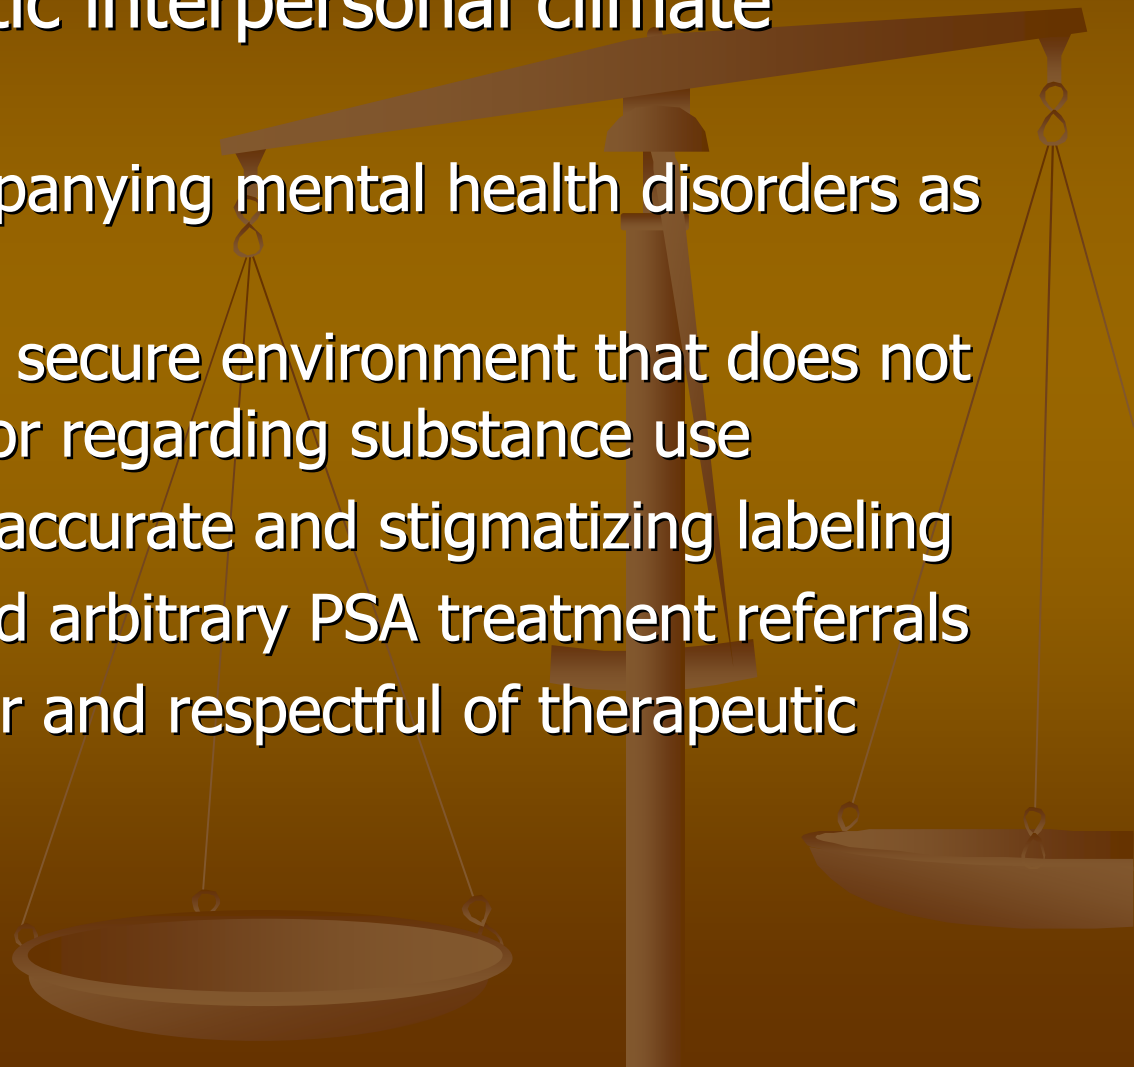 tic interpersonal climate
panying mental health disorders as
secure environment that does not
or regarding substance use
accurate and stigmatizing labeling
d arbitrary PSA treatment referrals
r and respectful of therapeutic